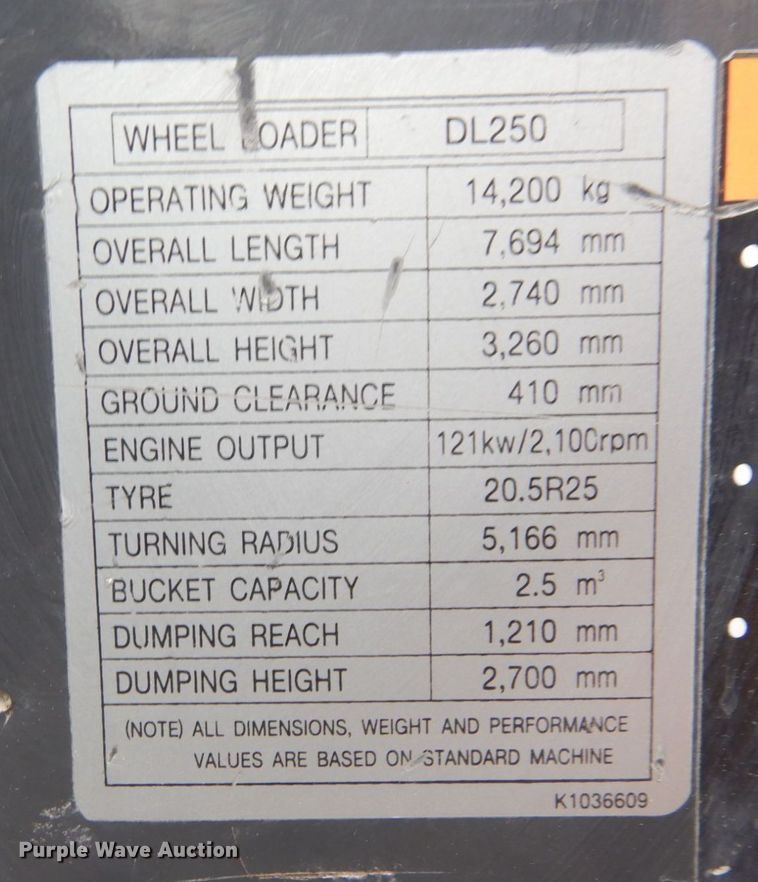 WHEEL LOADER DL250
OPERATING WEIGHT 14,200 kg
OVERALL LENGTH 7,694 mm
OVERALL WIDTH 2,740 mm
OVERALL HEIGHT 3,260 mm
GROUND CLEARANCE 410 mm
ENGINE OUTPUT 121kw/2,100rpm
TYRE 20.5R25
TURNING RADIUS 5,166 mm
BUCKET CAPACITY 2.5 m³
DUMPING REACH 1,210 mm
DUMPING HEIGHT 2,700 mm
(NOTE) ALL DIMENSIONS, WEIGHT AND PERFORMANCE
VALUES ARE BASED ON STANDARD MACHINE
K1036609
Purple Wave Auction